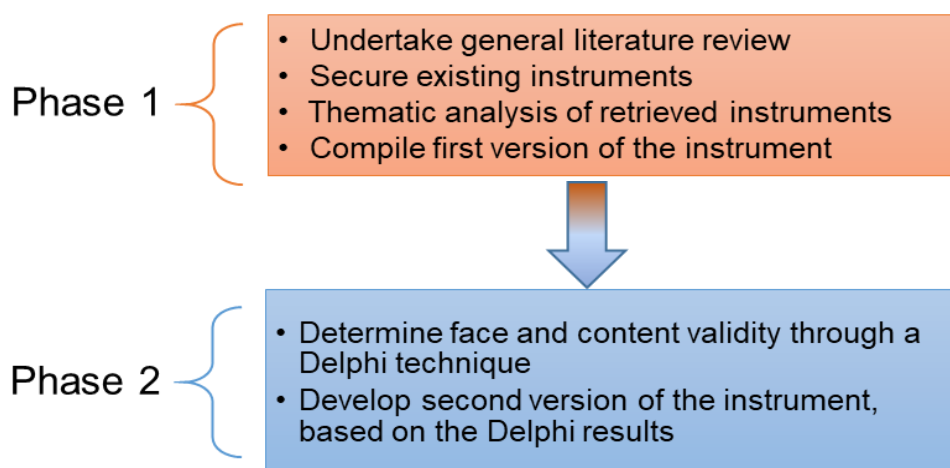 Phase 1
• Undertake general literature review
• Secure existing instruments
• Thematic analysis of retrieved instruments
• Compile first version of the instrument
Phase 2
• Determine face and content validity through a
Delphi technique
• Develop second version of the instrument,
based on the Delphi results